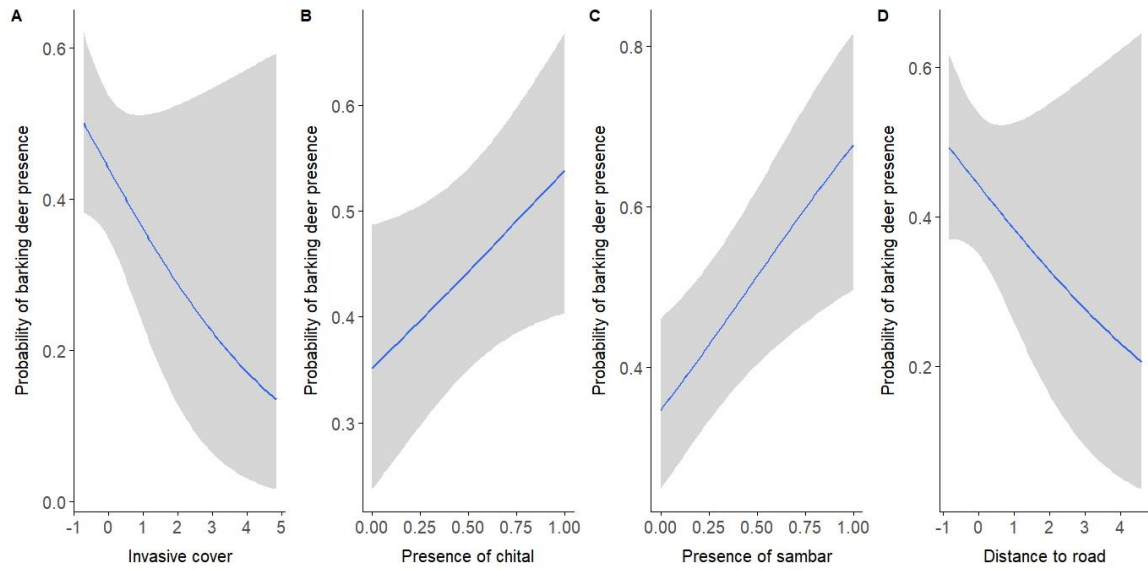 A
Probability of barking deer presence
0.6
0.4
0.2
0.0
-1 0 1 2 3 4 5
Invasive cover
B
Probability of barking deer presence
0.6
0.5
0.4
0.3
0.00 0.25 0.50 0.75 1.00
Presence of chital
C
Probability of barking deer presence
0.8
0.6
0.4
0.00 0.25 0.50 0.75 1.00
Presence of sambar
D
Probability of barking deer presence
0.6
0.4
0.2
-1 0 1 2 3 4
Distance to road